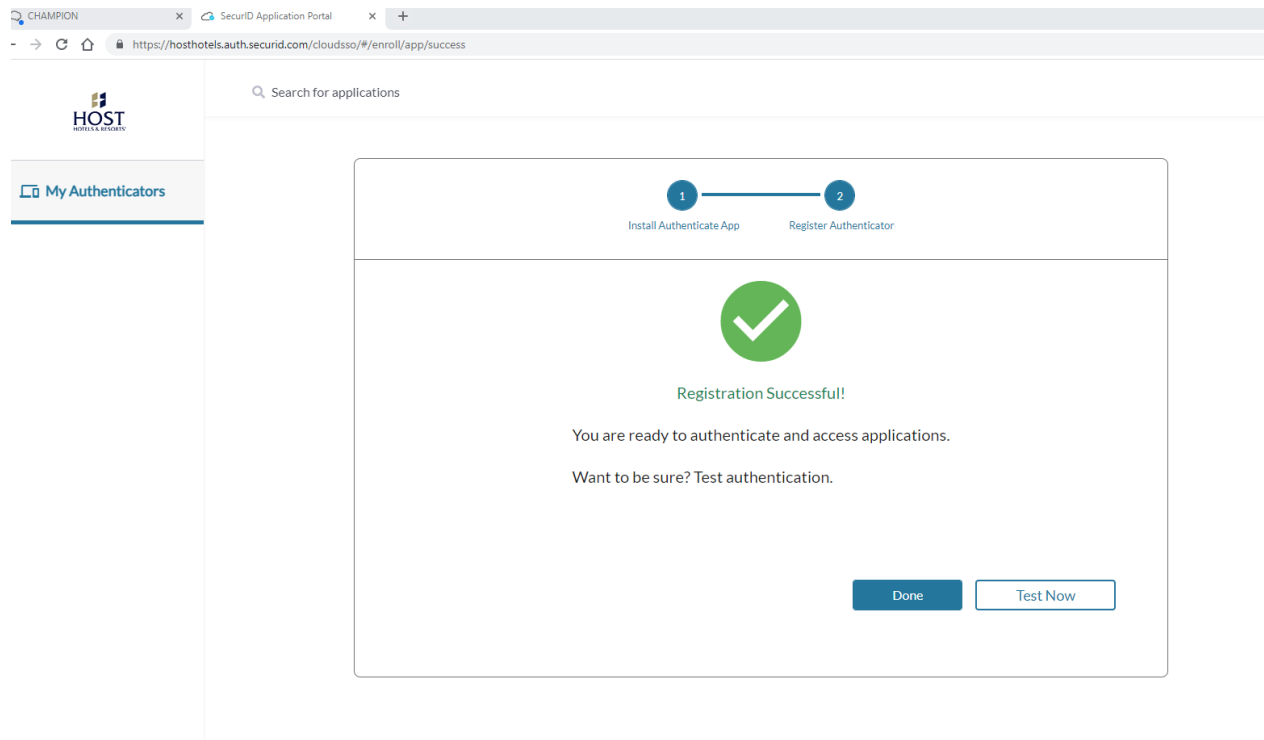 CHAMPION
SecurID Application Portal
https://hosthotels.auth.securid.com/cloudsso/#/enroll/app/success
HOST
HOTELS & RESORTS®
Search for applications
My Authenticators
1
2
Install Authenticate App
Register Authenticator
Registration Successful!
You are ready to authenticate and access applications.
Want to be sure? Test authentication.
Done
Test Now